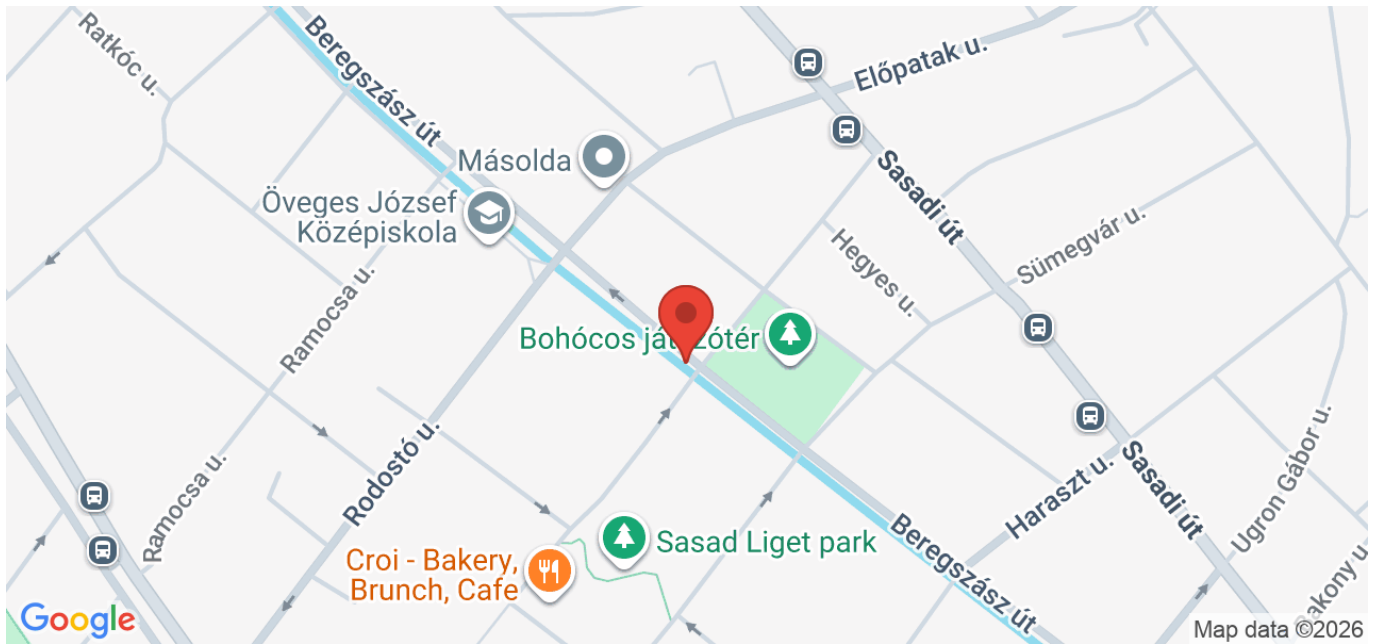 Ratkóc u.
Beregszász út
Előpatak u.
Másolda
Sasadi út
Öveges József
Középiskola
Sümegvár u.
Hegyes u.
Ramocsa u.
Bohócos
Rodostó u.
Ugron Gábor u.
Sasadi út
Haraszt u.
Ramocsa u.
Beregszász út
Sasad Liget park
Croi - Bakery,
Brunch, Cafe
u.
Google
Map data ©2026